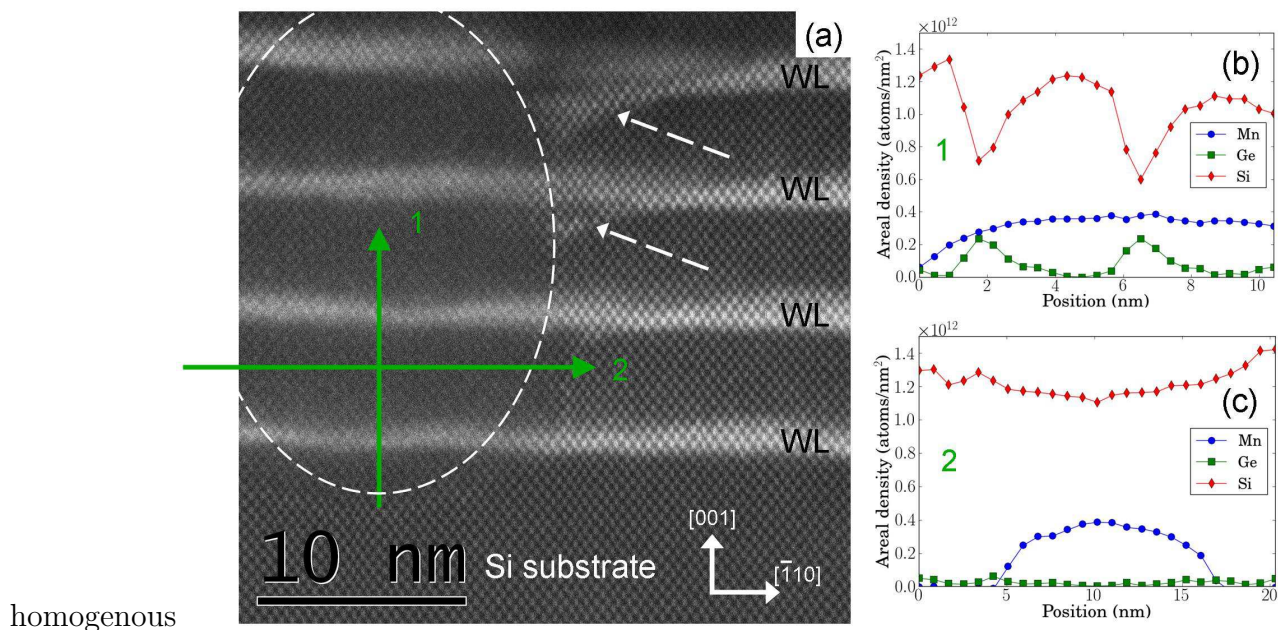 (a)
WL
WL
WL
WL
1
2
10 nm
Si substrate
[001]
[1̄10]
×10¹²
Areal density (atoms/nm²)
1.4
1.2
1.0
0.8
0.6
0.4
0.2
0.0
0 2 4 6 8 10
Position (nm)
(b)
1
Mn
Ge
Si
×10¹²
Areal density (atoms/nm²)
1.4
1.2
1.0
0.8
0.6
0.4
0.2
0.0
0 5 10 15 20
Position (nm)
(c)
2
Mn
Ge
Si
homogenous